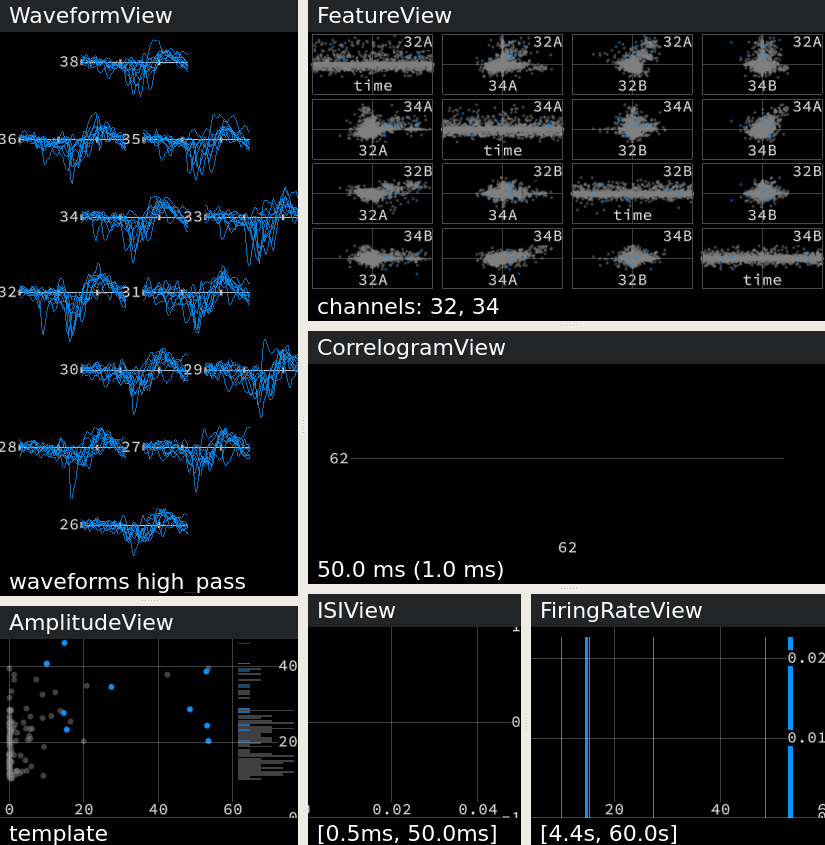 WaveformView
38
36 35
34 33
32 31
30 29
28 27
26
waveforms high_pass
FeatureView
32A 32A 32A 32A
time 34A 32B 34B
34A 34A 34A 34A
32A time 32B 34B
32B 32B 32B 32B
32A 34A time 34B
34B 34B 34B 34B
32A 34A 32B time
channels: 32, 34
CorrelogramView
62
62
50.0 ms (1.0 ms)
AmplitudeView
40
20
0 20 40 60
template
ISIView
0
0.02 0.04
[0.5ms, 50.0ms]
FiringRateView
0.02
0.01
20 40
[4.4s, 60.0s]